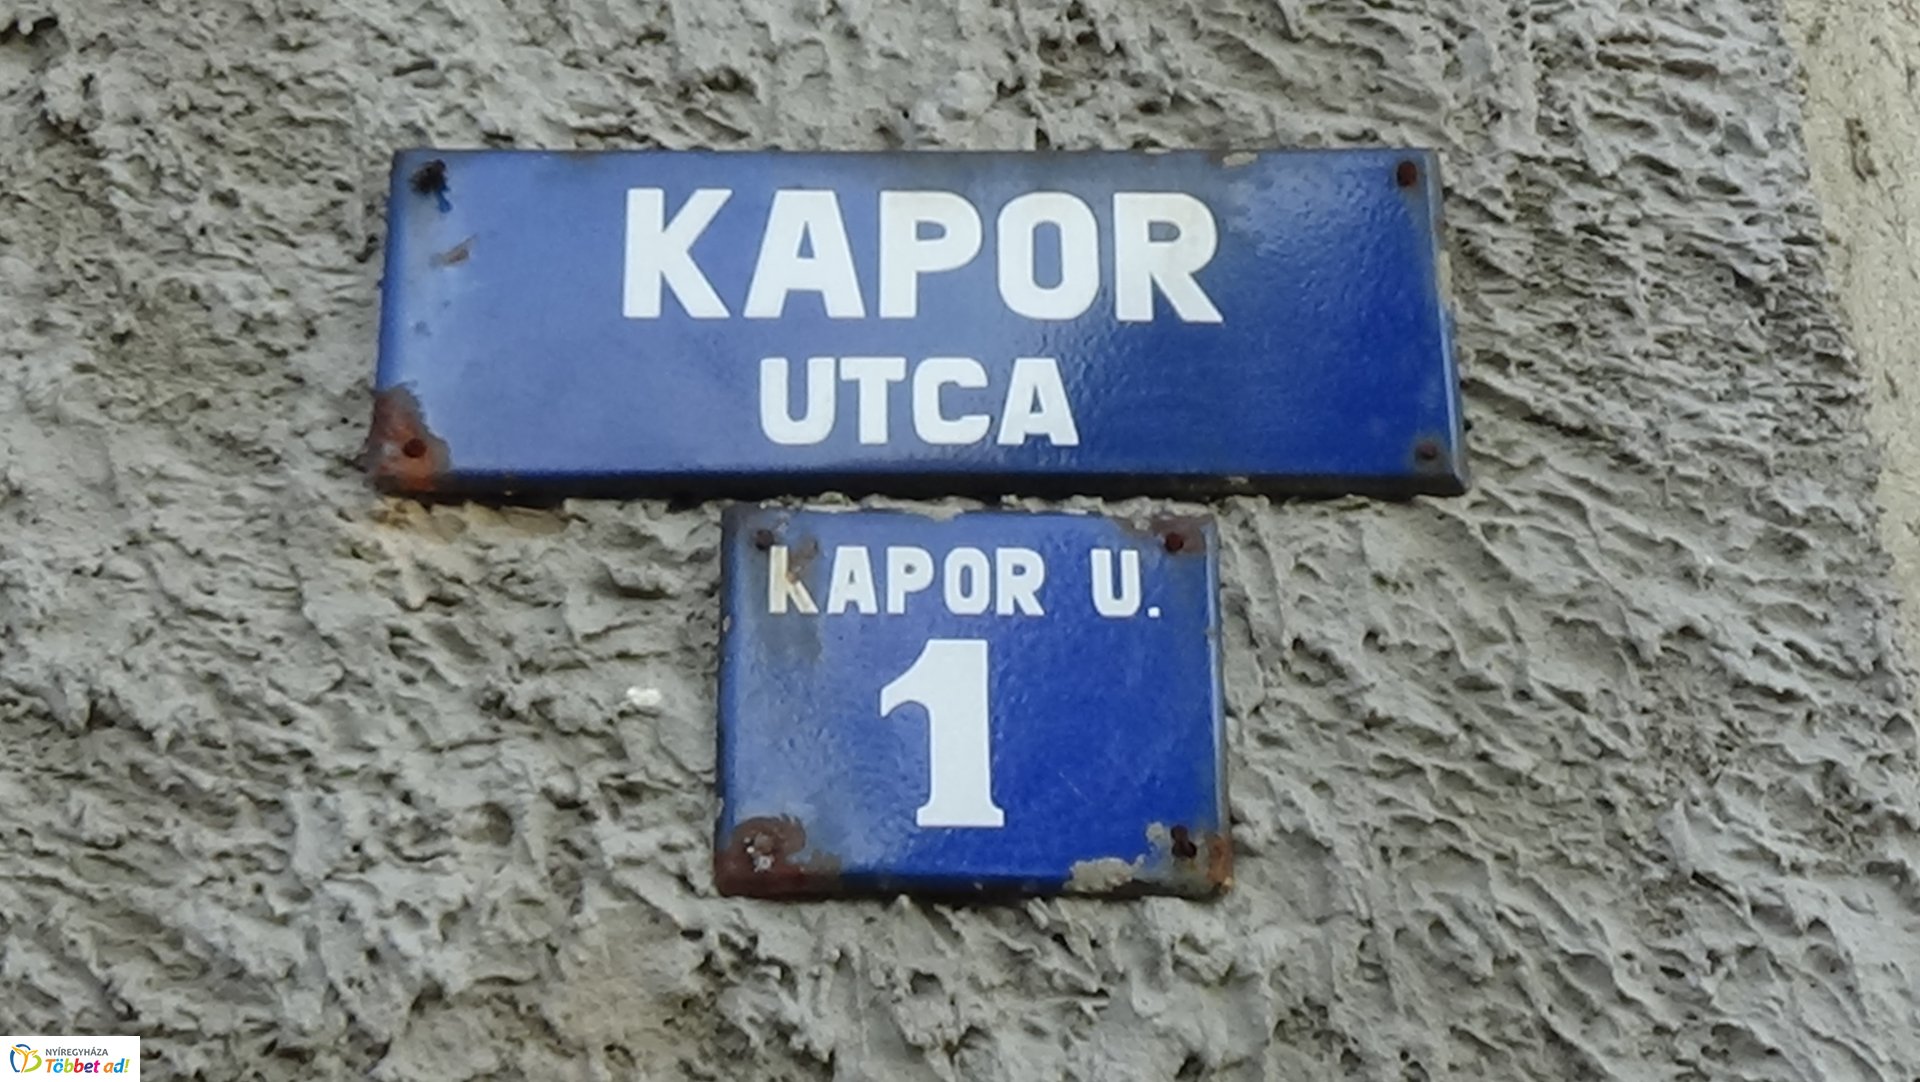 KAPOR
UTCA
KAPOR U.
1
NYÍREGYHÁZA
Többet ad!